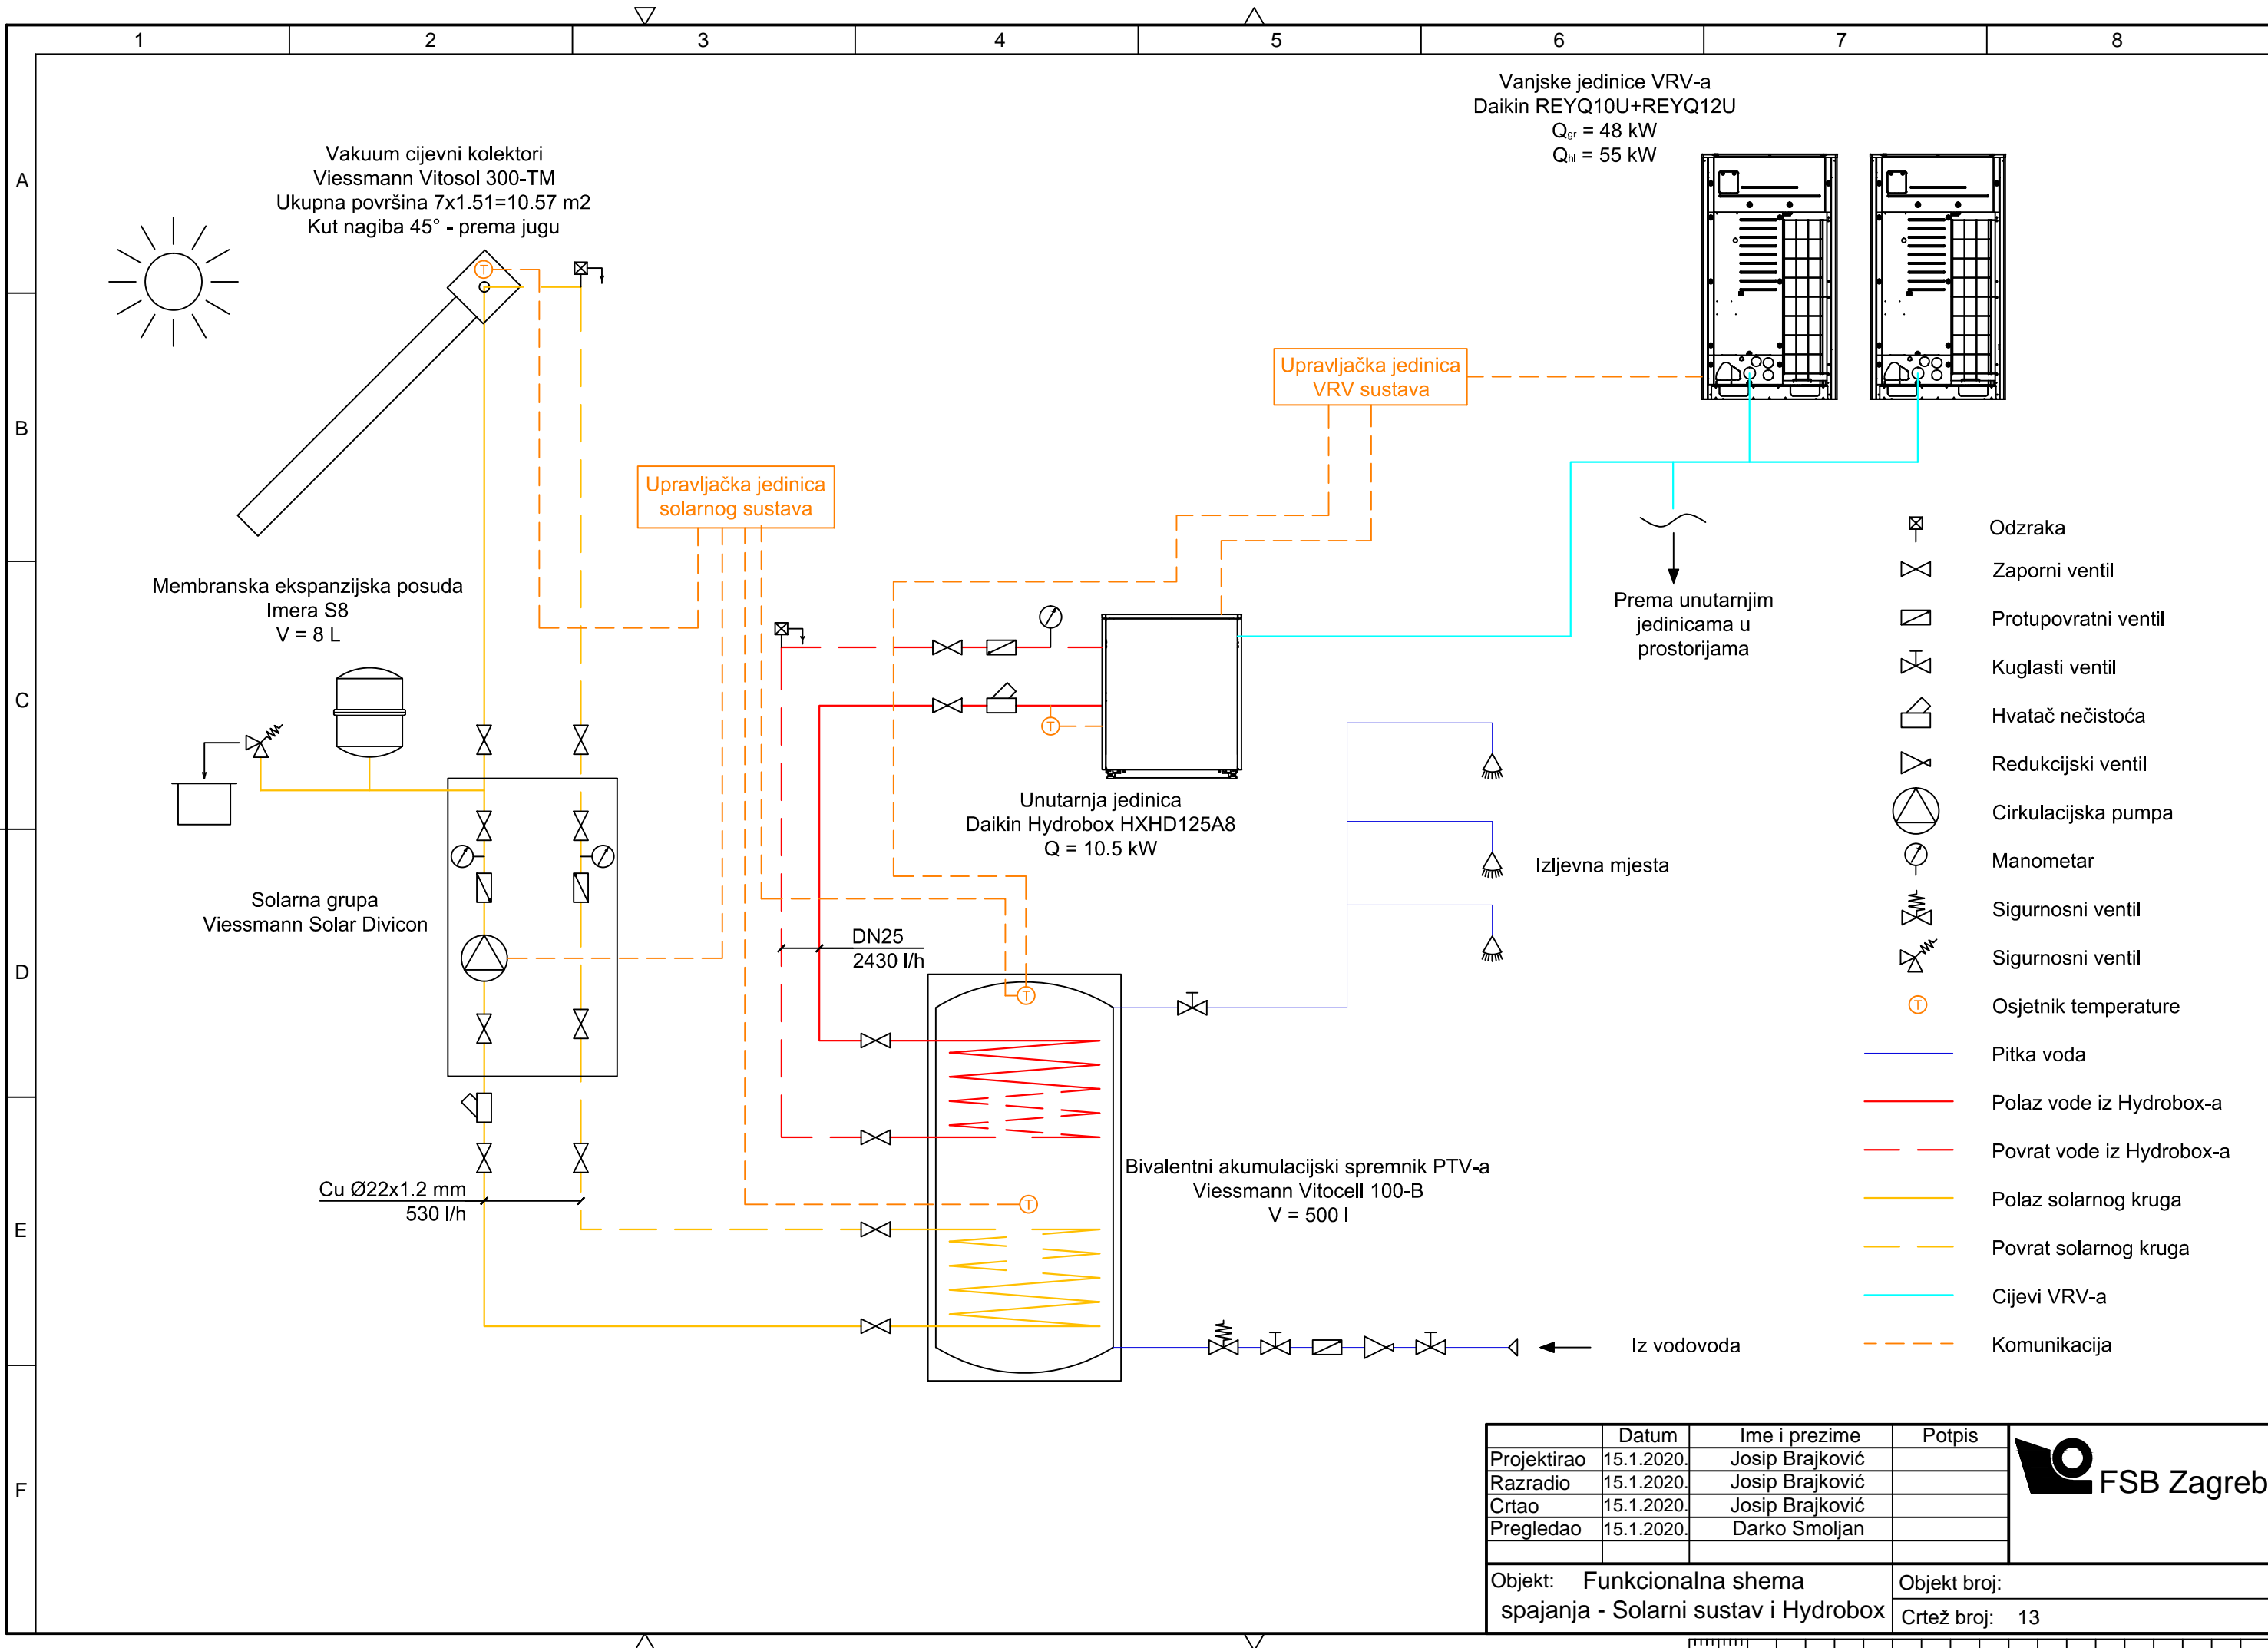 1 2 3 4 5 6 7 8
A
B
C
D
E
F
Vakuum cijevni kolektori
Viessmann Vitosol 300-TM
Ukupna površina 7x1.51=10.57 m2
Kut nagiba 45° - prema jugu
T
Vanjske jedinice VRV-a
Daikin REYQ10U+REYQ12U
Qgr = 48 kW
Qhl = 55 kW
Upravljačka jedinica
VRV sustava
Upravljačka jedinica
solarnog sustava
Membranska ekspanzijska posuda
Imera S8
V = 8 L
Prema unutarnjim
jedinicama u
prostorijama
T
Unutarnja jedinica
Daikin Hydrobox HXHD125A8
Q = 10.5 kW
Izljevna mjesta
Solarna grupa
Viessmann Solar Divicon
DN25
2430 l/h
T
Bivalentni akumulacijski spremnik PTV-a
Viessmann Vitocell 100-B
V = 500 l
T
Cu Ø22x1.2 mm
530 l/h
Iz vodovoda
Odzraka
Zaporni ventil
Protupovratni ventil
Kuglasti ventil
Hvatač nečistoća
Redukcijski ventil
Cirkulacijska pumpa
Manometar
Sigurnosni ventil
Sigurnosni ventil
T Osjetnik temperature
Pitka voda
Polaz vode iz Hydrobox-a
Povrat vode iz Hydrobox-a
Polaz solarnog kruga
Povrat solarnog kruga
Cijevi VRV-a
Komunikacija
Datum Ime i prezime Potpis
Projektirao 15.1.2020. Josip Brajković
Razradio 15.1.2020. Josip Brajković
Crtao 15.1.2020. Josip Brajković
Pregledao 15.1.2020. Darko Smoljan
FSB Zagreb
Objekt: Funkcionalna shema
spajanja - Solarni sustav i Hydrobox
Objekt broj:
Crtež broj: 13